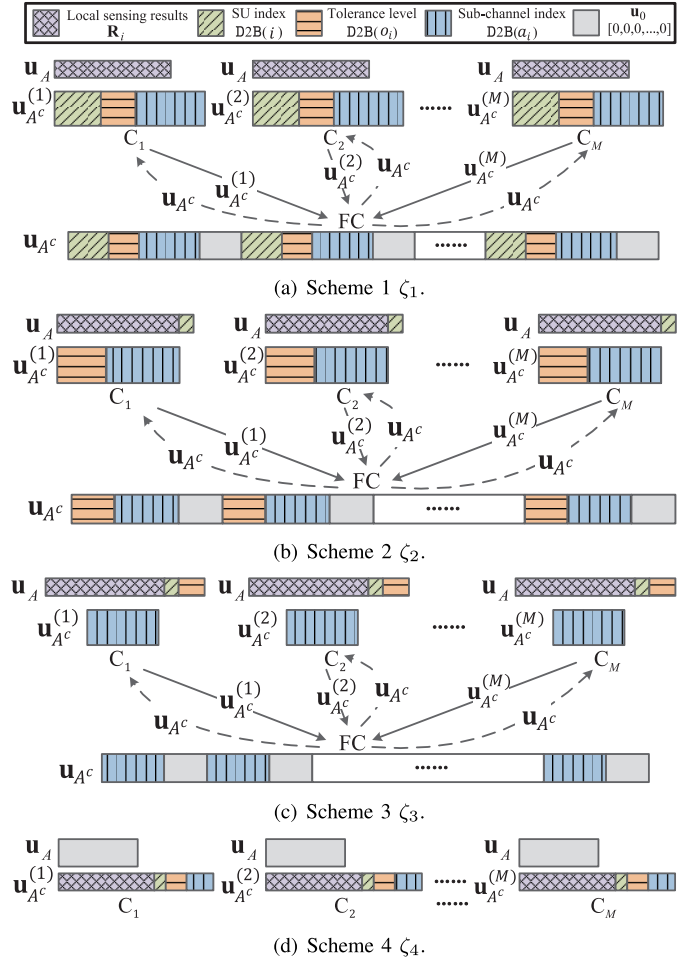 Local sensing results R_i
SU index D2B(i)
Tolerance level D2B(o_i)
Sub-channel index D2B(a_i)
u_0 [0,0,0,...,0]
u_A
u_{A^c}^{(1)} u_{A^c}^{(2)} ...... u_{A^c}^{(M)}
C_1 C_2 C_M
u_{A^c} u_{A^c}^{(1)} u_{A^c}^{(2)} u_{A^c} u_{A^c}^{(M)} u_{A^c}
FC
u_{A^c} ......
(a) Scheme 1 ζ_1.
u_A u_A u_A
u_{A^c}^{(1)} u_{A^c}^{(2)} ...... u_{A^c}^{(M)}
C_1 C_2 C_M
u_{A^c} u_{A^c}^{(1)} u_{A^c}^{(2)} u_{A^c} u_{A^c}^{(M)} u_{A^c}
FC
u_{A^c} ......
(b) Scheme 2 ζ_2.
u_A u_A u_A
u_{A^c}^{(1)} u_{A^c}^{(2)} ...... u_{A^c}^{(M)}
C_1 C_2 C_M
u_{A^c} u_{A^c}^{(1)} u_{A^c}^{(2)} u_{A^c} u_{A^c}^{(M)} u_{A^c}
FC
u_{A^c} ......
(c) Scheme 3 ζ_3.
u_A u_A u_A
u_{A^c}^{(1)} u_{A^c}^{(2)} ...... u_{A^c}^{(M)}
C_1 C_2 ...... C_M
(d) Scheme 4 ζ_4.